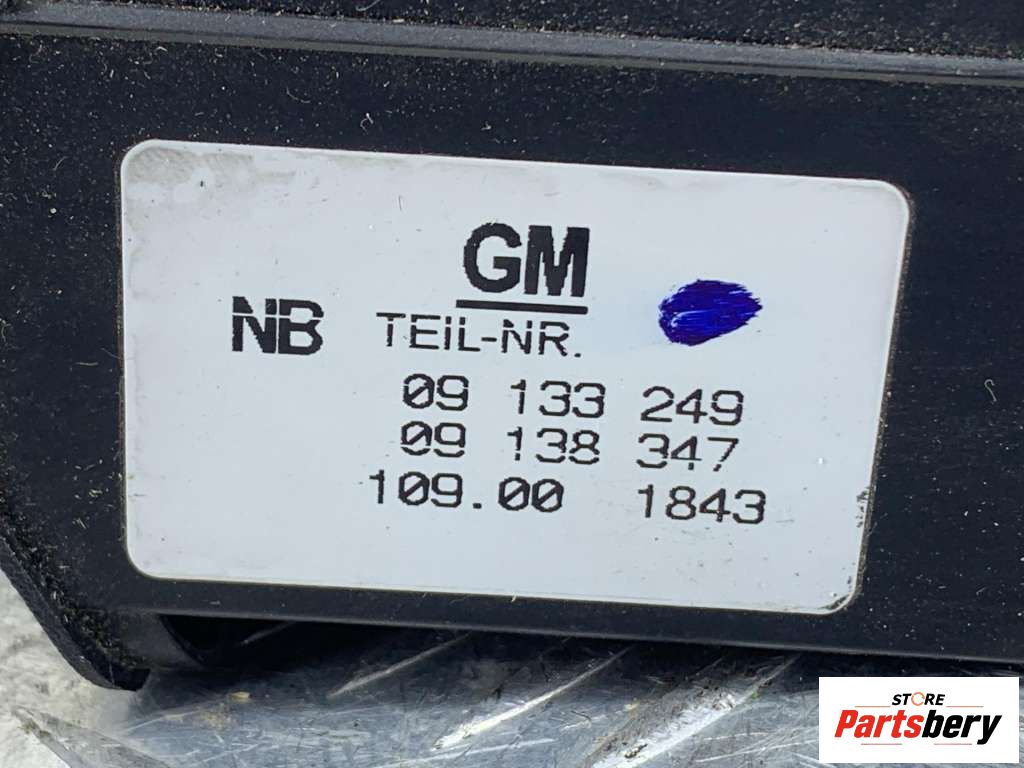 GM
NB TEIL-NR.
09 133 249
09 138 347
109.00 1843
STORE
Partsbery